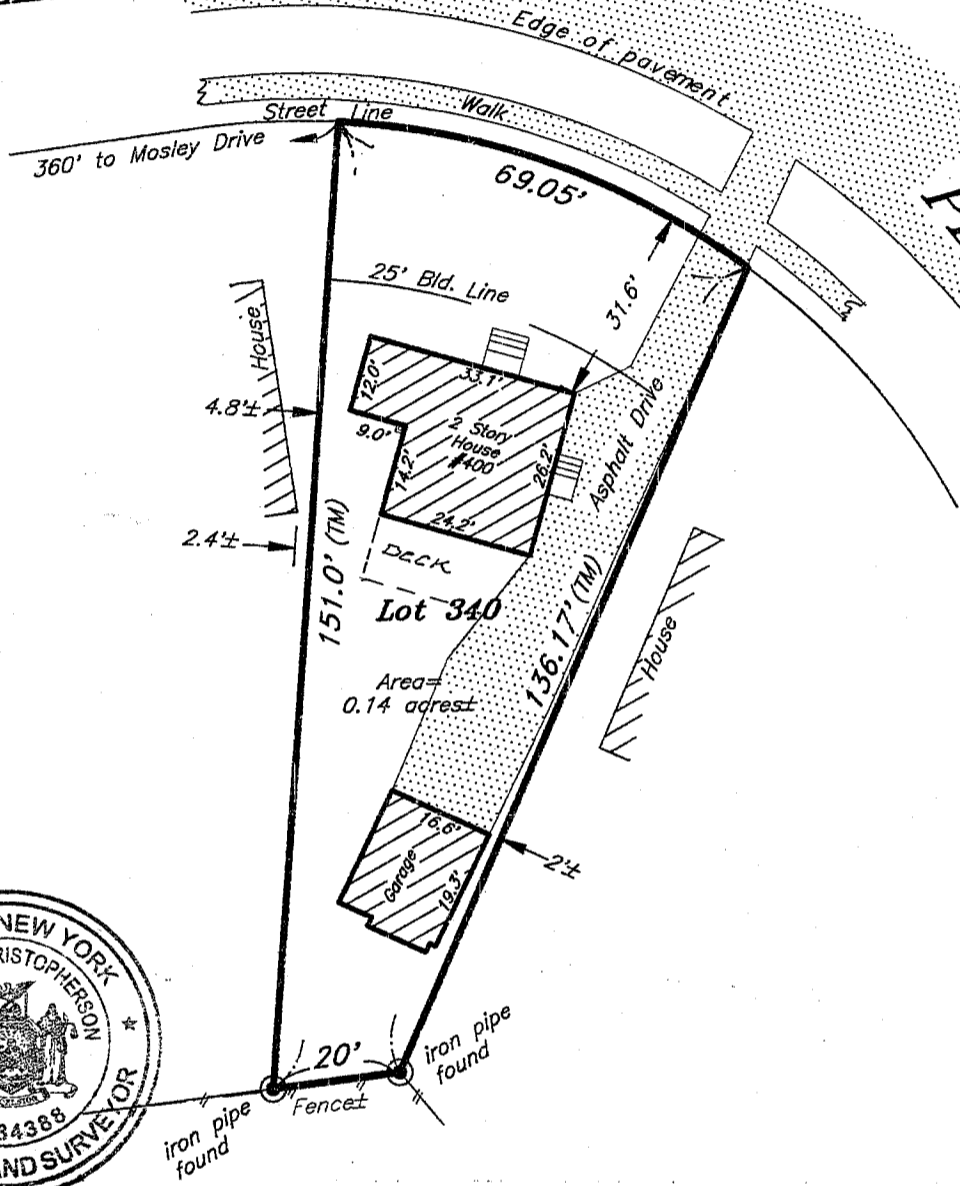 Edge of pavement
Walk
Street Line
360' to Mosley Drive
69.05'
25' Bld. Line
31.6'
House
4.8'±
2.4'±
33.1'
12.0'
9.0'
2 Story
House
#400
14.2'
26.2'
24.2'
Asphalt Drive
DECK
151.0' (TM)
Lot 340
136.17' (TM)
House
Area=
0.14 acres±
16.6'
Garage
19.3'
2'±
20'
iron pipe
found
Fence±
iron pipe
found
NEW YORK
34388
AND SURVEYOR